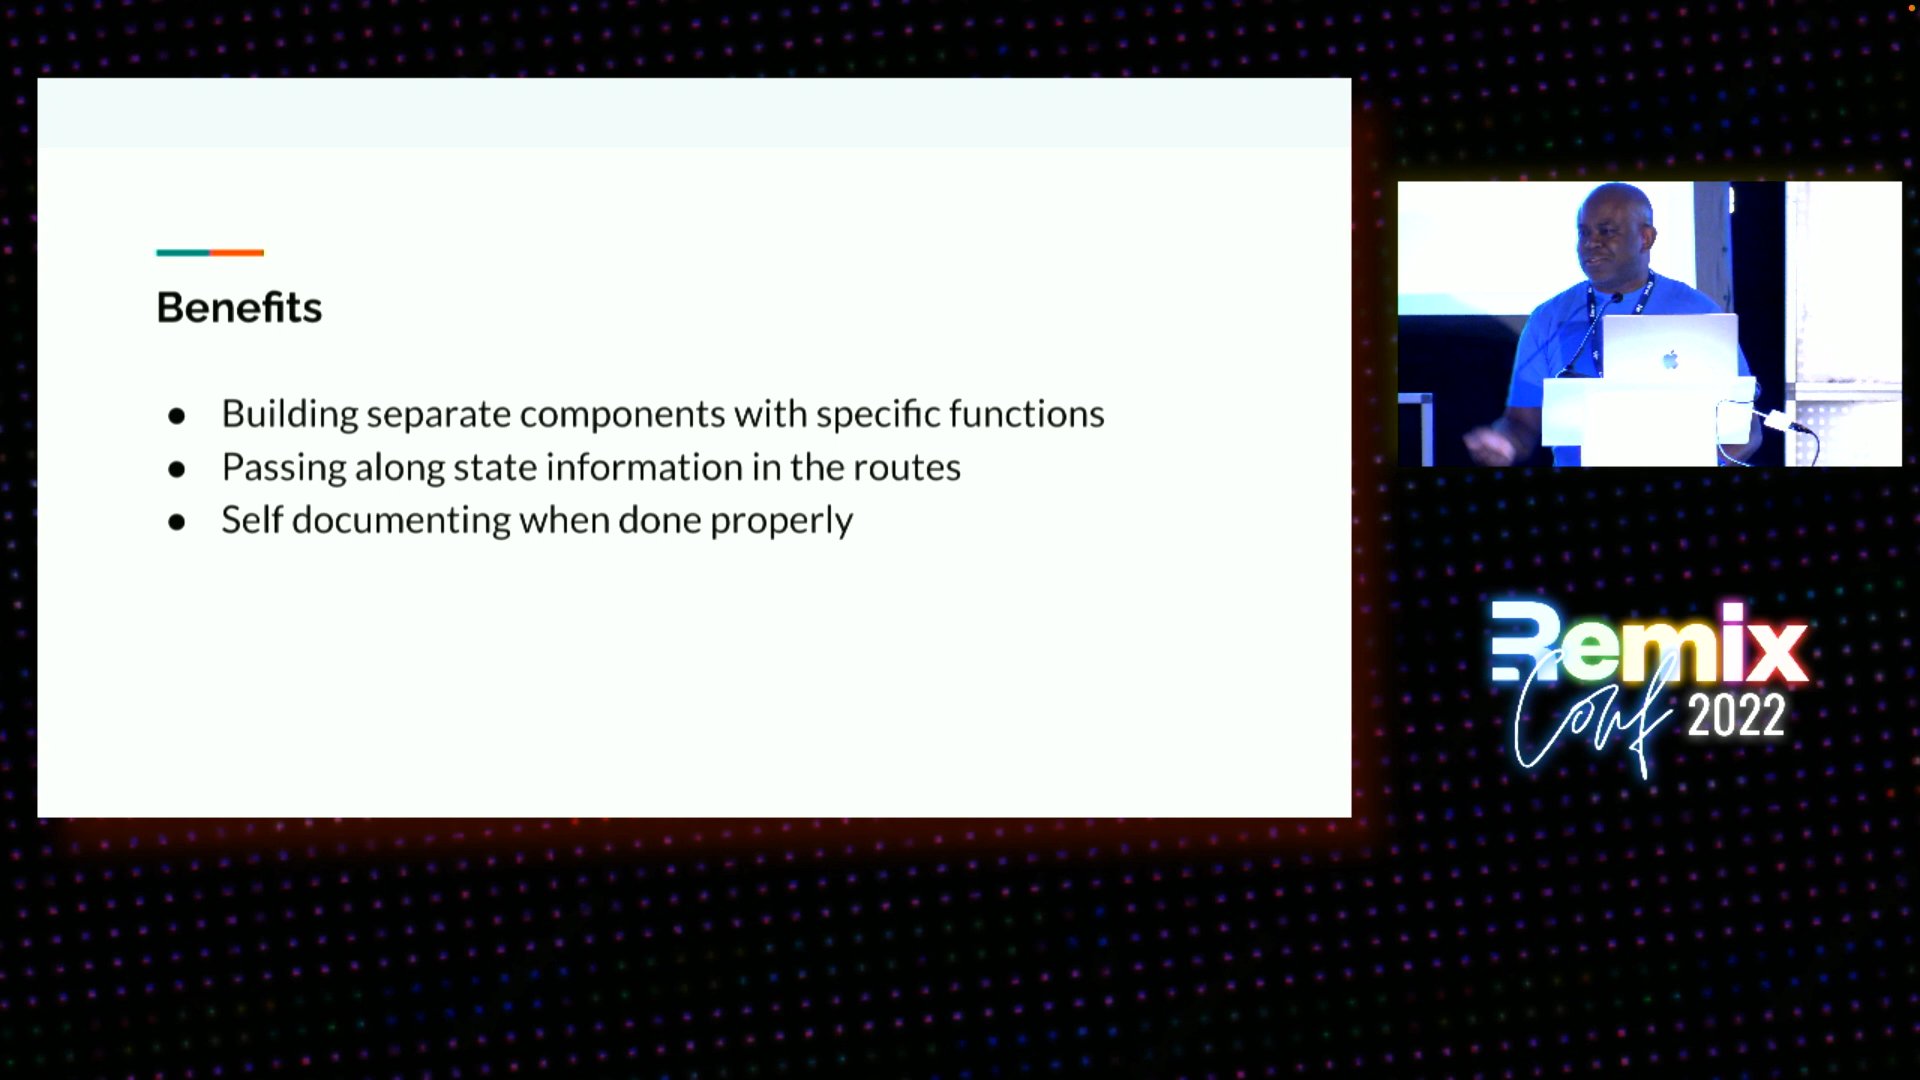 Benefits
● Building separate components with specific functions
● Passing along state information in the routes
● Self documenting when done properly
Remix
Conf 2022